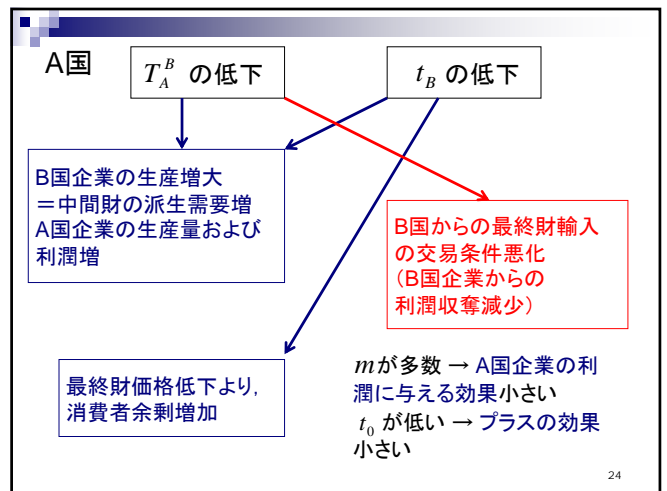 A国
T_A^B の低下
t_B の低下
B国企業の生産増大
＝中間財の派生需要増
A国企業の生産量および
利潤増
B国からの最終財輸入
の交易条件悪化
（B国企業からの
利潤収奪減少）
最終財価格低下より，
消費者余剰増加
mが多数 → A国企業の利
潤に与える効果小さい
t_0 が低い → プラスの効果
小さい
24